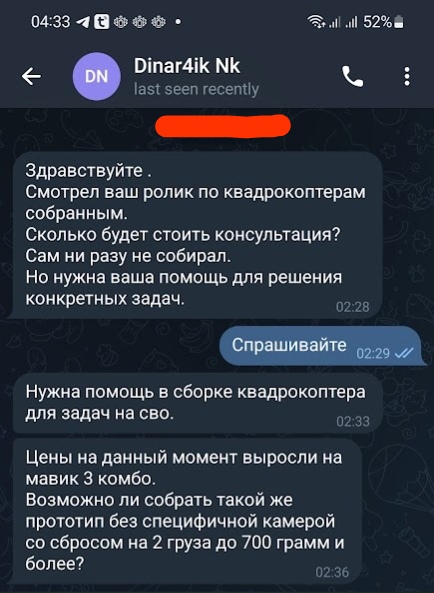 04:33
52%
DN
Dinar4ik Nk
last seen recently
Здравствуйте .
Смотрел ваш ролик по квадрокоптерам
собранным.
Сколько будет стоить консультация?
Сам ни разу не собирал.
Но нужна ваша помощь для решения
конкретных задач.
02:28
Спрашивайте 02:29
Нужна помощь в сборке квадрокоптера
для задач на сво.
02:33
Цены на данный момент выросли на
мавик 3 комбо.
Возможно ли собрать такой же
прототип без специфичной камерой
со сбросом на 2 груза до 700 грамм и
более?
02:36